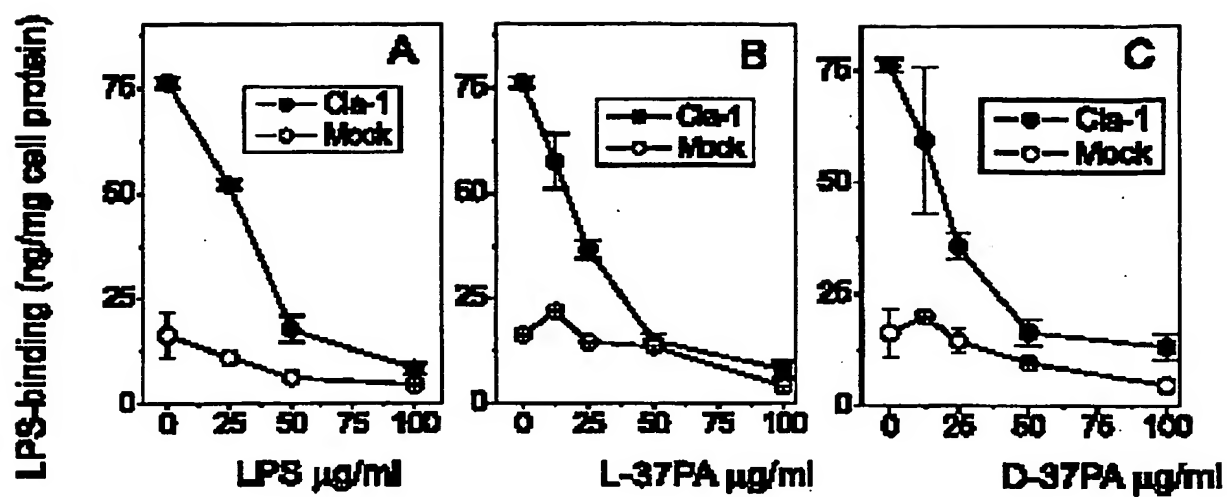 LPS-binding (ng/mg cell protein)
A
75
50
25
0
Cla-1
Mock
0 25 50 75 100
LPS µg/ml
B
75
50
25
0
Cla-1
Mock
0 25 50 75 100
L-37PA µg/ml
C
75
50
25
0
Cla-1
Mock
0 25 50 75 100
D-37PA µg/ml